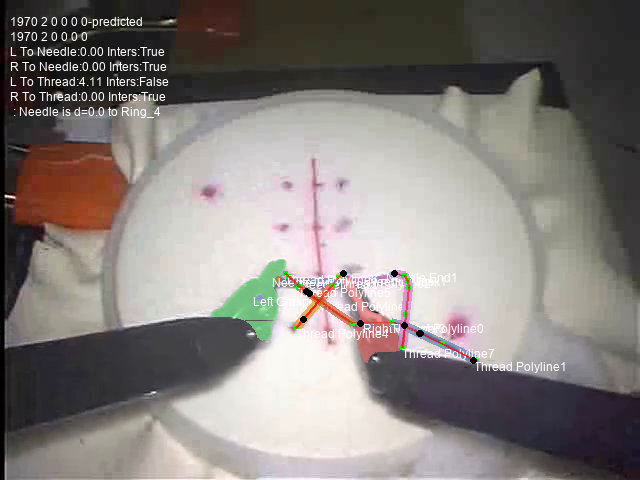 1970 2 0 0 0 0-predicted
1970 2 0 0 0 0
L To Needle:0.00 Inters:True
R To Needle:0.00 Inters:True
L To Thread:4.11 Inters:False
R To Thread:0.00 Inters:True
: Needle is d=0.0 to Ring_4
End1
Left
Thread Polyline4
Polyline0
Thread Polyline7
Thread Polyline1